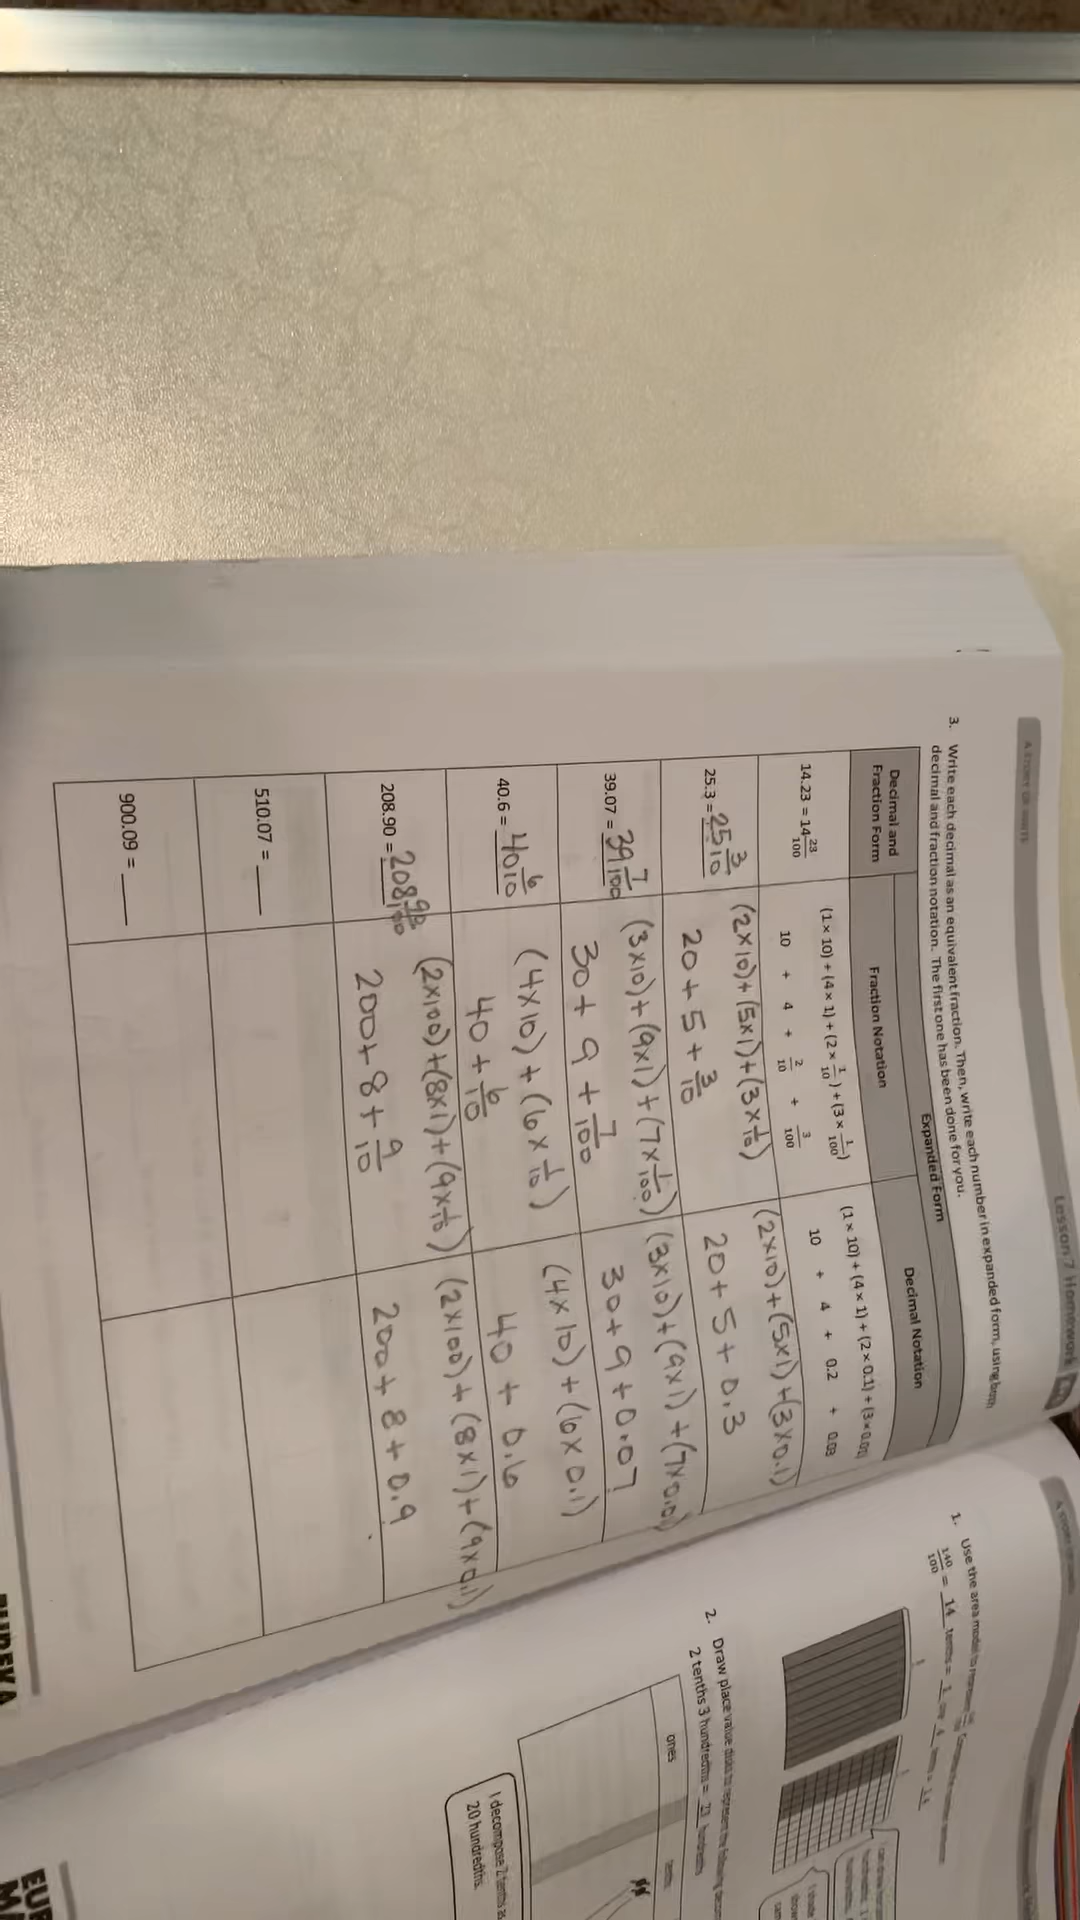 A STORY OF UNITS
Lesson 7 Homework
3. Write each decimal as an equivalent fraction. Then, write each number in expanded form, using both
decimal and fraction notation. The first one has been done for you.
Decimal and
Fraction Form
Expanded Form
Fraction Notation
Decimal Notation
14.23 = 14 23/100
(1 × 10) + (4 × 1) + (2 × 1/10) + (3 × 1/100)
10 + 4 + 2/10 + 3/100
(1 × 10) + (4 × 1) + (2 × 0.1) + (3 × 0.01)
10 + 4 + 0.2 + 0.03
25.3 = 25 3/10
(2×10)+(5×1)+(3×1/10)
20+5+3/10
(2×10)+(5×1)+(3×0.1)
20+5+0.3
39.07 = 39 7/100
(3×10)+(9×1)+(7×1/100)
30+9+7/100
(3×10)+(9×1)+(7×0.01)
30+9+0.07
40.6 = 40 6/10
(4×10)+(6×1/10)
40+6/10
(4×10)+(6×0.1)
40+0.6
208.90 = 208 90/100
(2×100)+(8×1)+(9×1/10)
200+8+9/10
(2×100)+(8×1)+(9×0.1)
200+8+0.9
510.07 = ____
900.09 = ____
1. Use the area model to represent
140/100 = 14 tenths =
2. Draw place value disks to represent the following
2 tenths 3 hundredths = 23 hundredths
ones
I decompose 2 tenths as
20 hundredths.